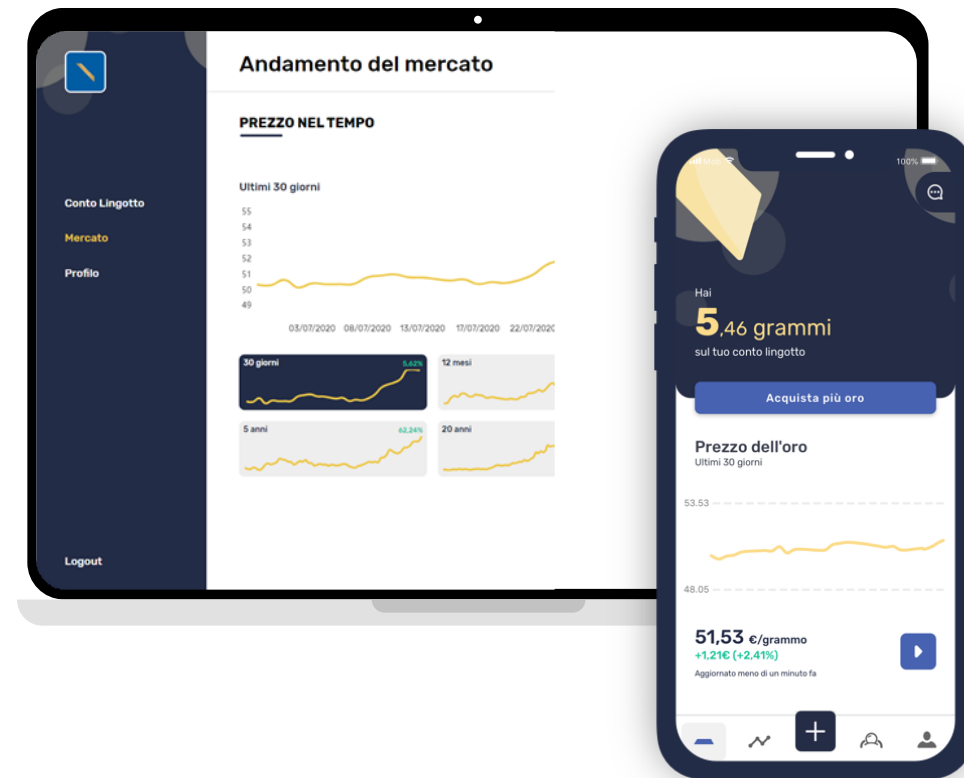 Andamento del mercato
PREZZO NEL TEMPO
Conto Lingotto
Mercato
Profilo
Logout
Ultimi 30 giorni
55
54
53
52
51
50
49
03/07/2020 08/07/2020 13/07/2020 17/07/2020 22/07/2020
30 giorni 5,62%
12 mesi
5 anni 62,24%
20 anni
100%
Hai
5,46 grammi
sul tuo conto lingotto
Acquista più oro
Prezzo dell'oro
Ultimi 30 giorni
53.53
48.05
51,53 €/grammo
+1,21€ (+2,41%)
Aggiornato meno di un minuto fa